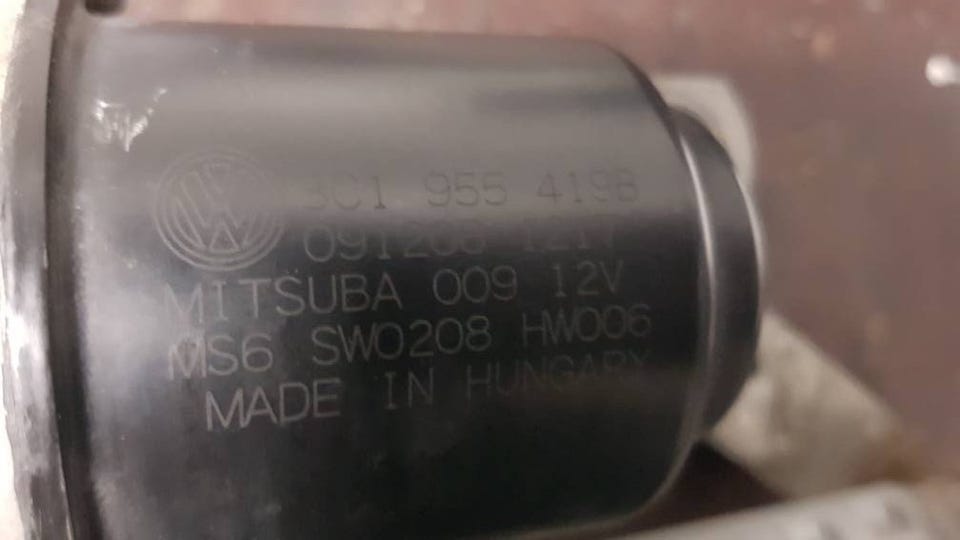 3C1 955 419B
MITSUBA 009 12V
MS6 SW0208 HW006
MADE IN HUNGARY